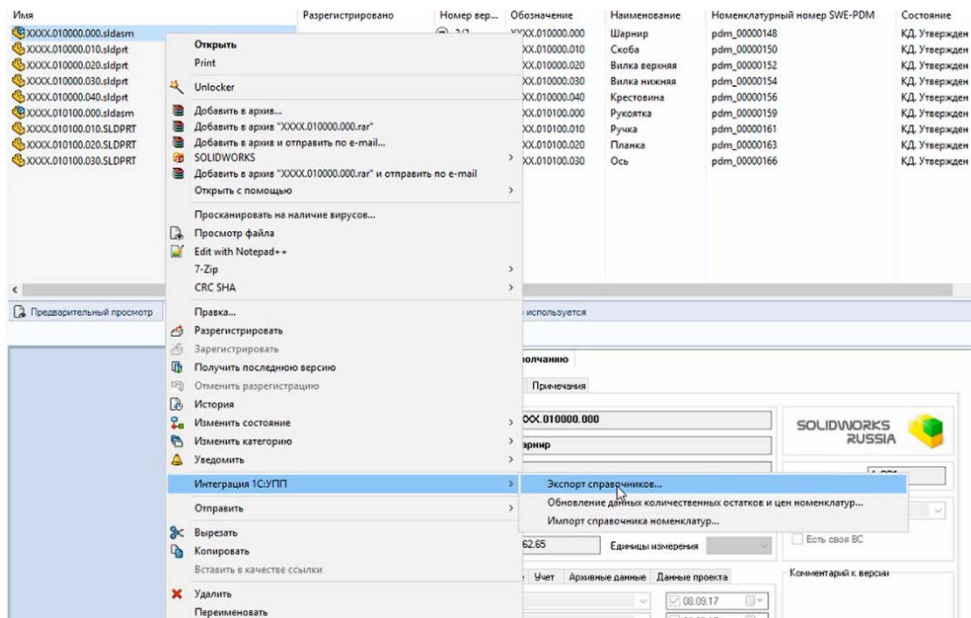 Имя Разрегистрировано Номер вер... Обозначение Наименование Номенклатурный номер SWE-PDM Состояние
XXXX.010000.000.sldasm 2/2 XXXX.010000.000 Шарнир pdm_00000148 КД. Утвержден
XXXX.010000.010.sldprt XX.010000.010 Скоба pdm_00000150 КД. Утвержден
XXXX.010000.020.sldprt XX.010000.020 Вилка верхняя pdm_00000152 КД. Утвержден
XXXX.010000.030.sldprt XX.010000.030 Вилка нижняя pdm_00000154 КД. Утвержден
XXXX.010000.040.sldprt XX.010000.040 Крестовина pdm_00000156 КД. Утвержден
XXXX.010100.000.sldasm XX.010100.000 Рукоятка pdm_00000159 КД. Утвержден
XXXX.010100.010.SLDPRT XX.010100.010 Ручка pdm_00000161 КД. Утвержден
XXXX.010100.020.SLDPRT XX.010100.020 Планка pdm_00000163 КД. Утвержден
XXXX.010100.030.SLDPRT XX.010100.030 Ось pdm_00000166 КД. Утвержден
Открыть
Print
Unlocker
Добавить в архив...
Добавить в архив "XXXX.010000.000.rar"
Добавить в архив и отправить по e-mail...
SOLIDWORKS
Добавить в архив "XXXX.010000.000.rar" и отправить по e-mail
Открыть с помощью
Просканировать на наличие вирусов...
Просмотр файла
Edit with Notepad++
7-Zip
CRC SHA
Предварительный просмотр
используется
Правка...
Разрегистрировать
Зарегистрировать
Получить последнюю версию
Отменить разрегистрацию
История
Изменить состояние
Изменить категорию
Уведомить
Интеграция 1С:УПП
Отправить
Вырезать
Копировать
Вставить в качестве ссылки
Удалить
Переименовать
олчанию
Примечания
XX.010000.000
арнир
SOLIDWORKS
RUSSIA
Экспорт справочников...
Обновление данных количественных остатков и цен номенклатур...
Импорт справочника номенклатур...
62.65 Единицы измерения
Есть своя ВС
Учет Архивные данные Данные проекта
Комментарий к версии
08.09.17